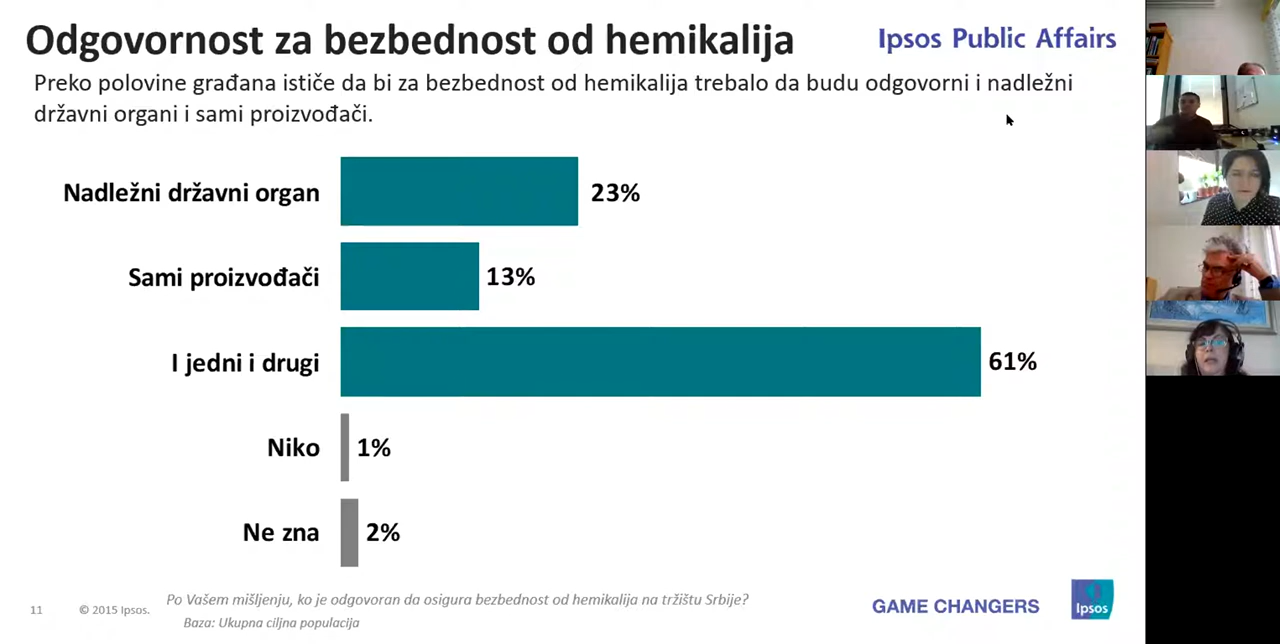 Odgovornost za bezbednost od hemikalija
Ipsos Public Affairs
Preko polovine građana ističe da bi za bezbednost od hemikalija trebalo da budu odgovorni i nadležni
državni organi i sami proizvođači.
Nadležni državni organ
23%
Sami proizvođači
13%
I jedni i drugi
61%
Niko
1%
Ne zna
2%
11
© 2015 Ipsos.
Po Vašem mišljenju, ko je odgovoran da osigura bezbednost od hemikalija na tržištu Srbije?
Baza: Ukupna ciljna populacija
GAME CHANGERS
Ipsos